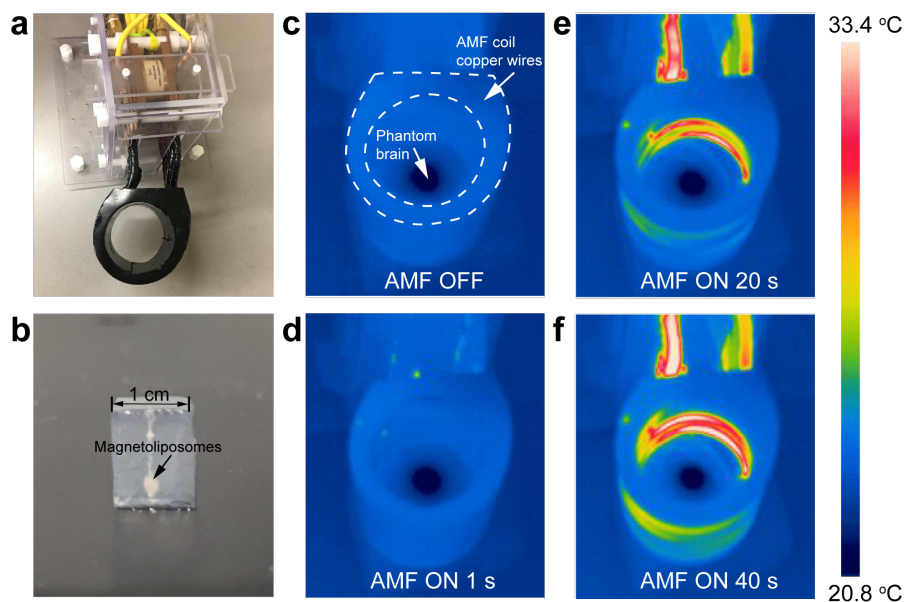 a
c
AMF coil
copper wires
Phantom
brain
AMF OFF
e
AMF ON 20 s
33.4 °C
b
1 cm
Magnetoliposomes
d
AMF ON 1 s
f
AMF ON 40 s
20.8 °C